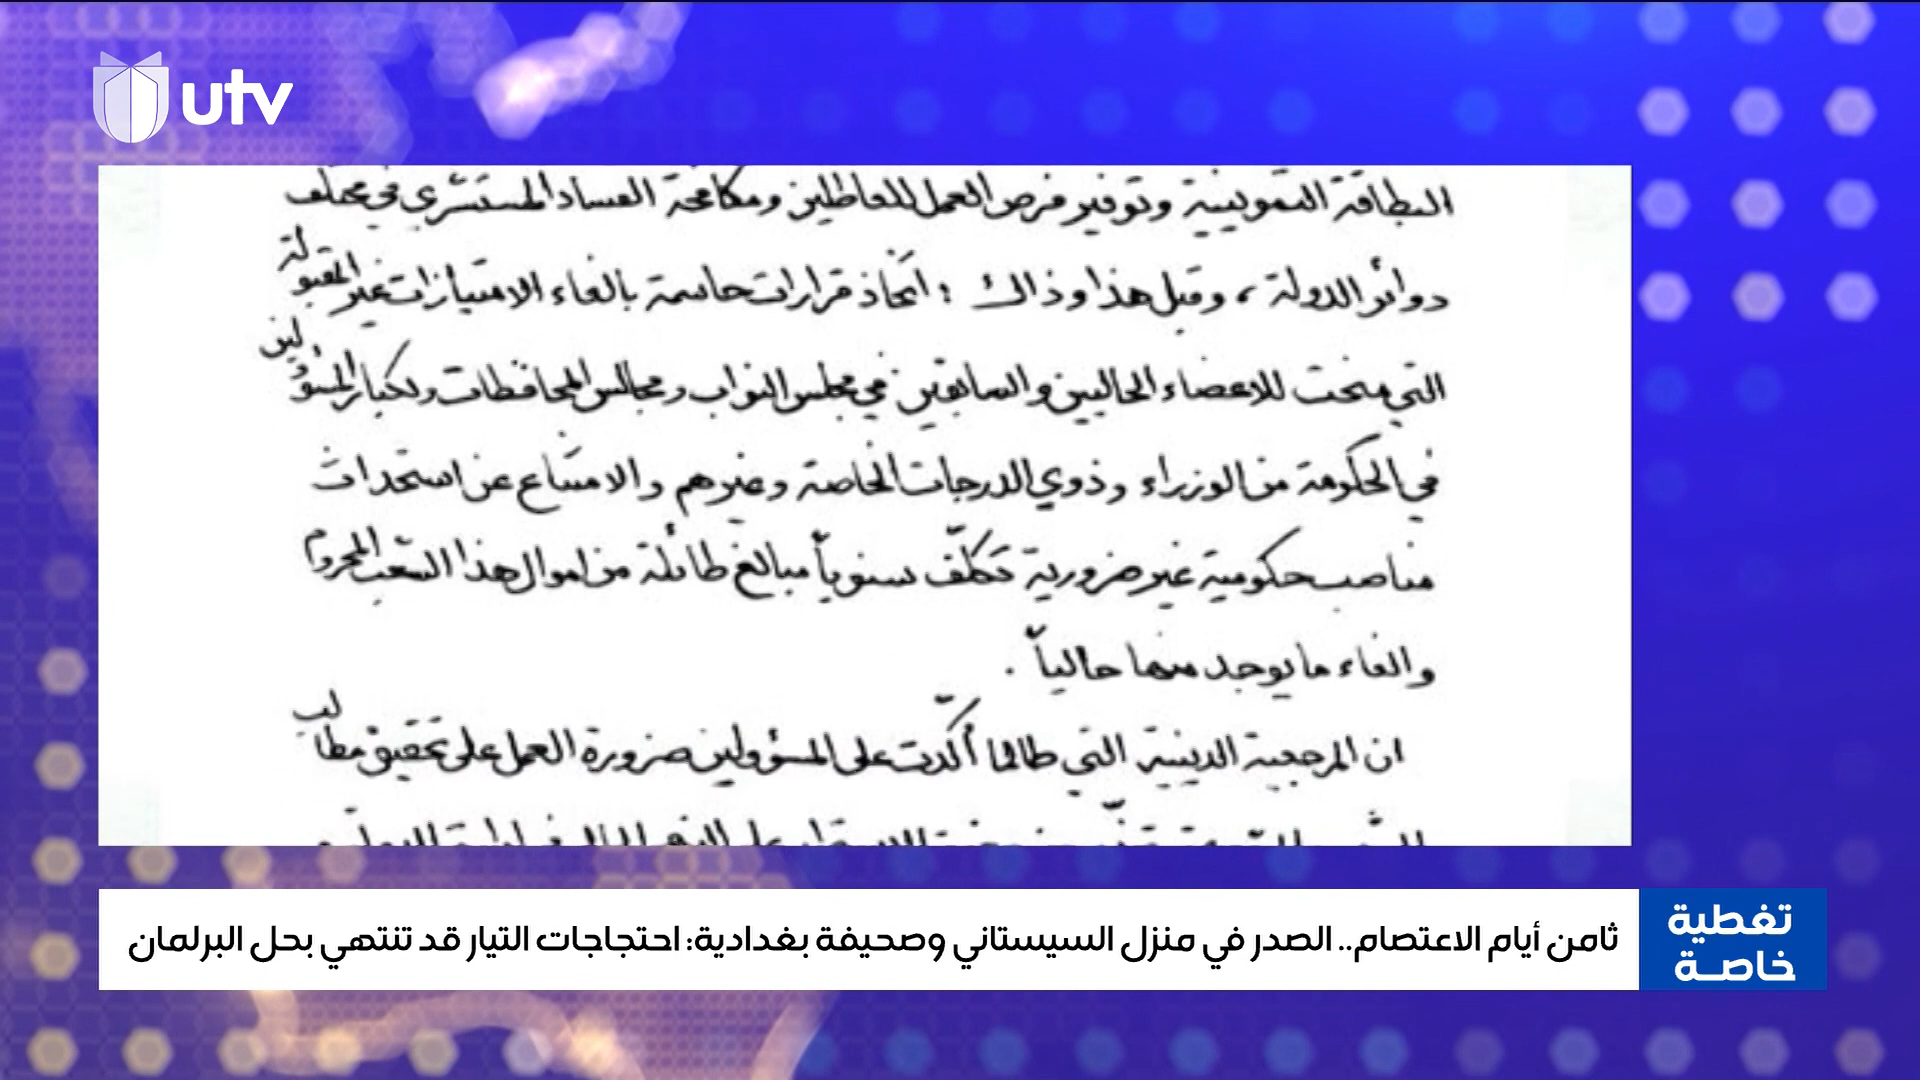 utv
البطاقة التموينية وتوفير فرص العمل للعاطلين ومكافحة الفساد المستشري في مختلف
دوائر الدولة ، وقبل هذا وذاك : اتخاذ قرارات حاسمة بالغاء الامتيازات غير المقبولة
التي منحت للاعضاء الحاليين والسابقين في مجلس النواب ومجالس المحافظات ولكبار المسؤولين
في الحكومة من الوزراء وذوي الدرجات الخاصة وغيرهم والامتناع عن استحداث
مناصب حكومية غير ضرورية تكلّف سنوياً مبالغ طائلة من اموال هذا الشعب المحروم
والغاء ما يوجد منها حالياً .
ان المرجعية الدينية التي طالما أكّدت على المسؤولين ضرورة العمل على تحقيق مطالب
تغطية
خاصة
ثامن أيام الاعتصام.. الصدر في منزل السيستاني وصحيفة بغدادية: احتجاجات التيار قد تنتهي بحل البرلمان